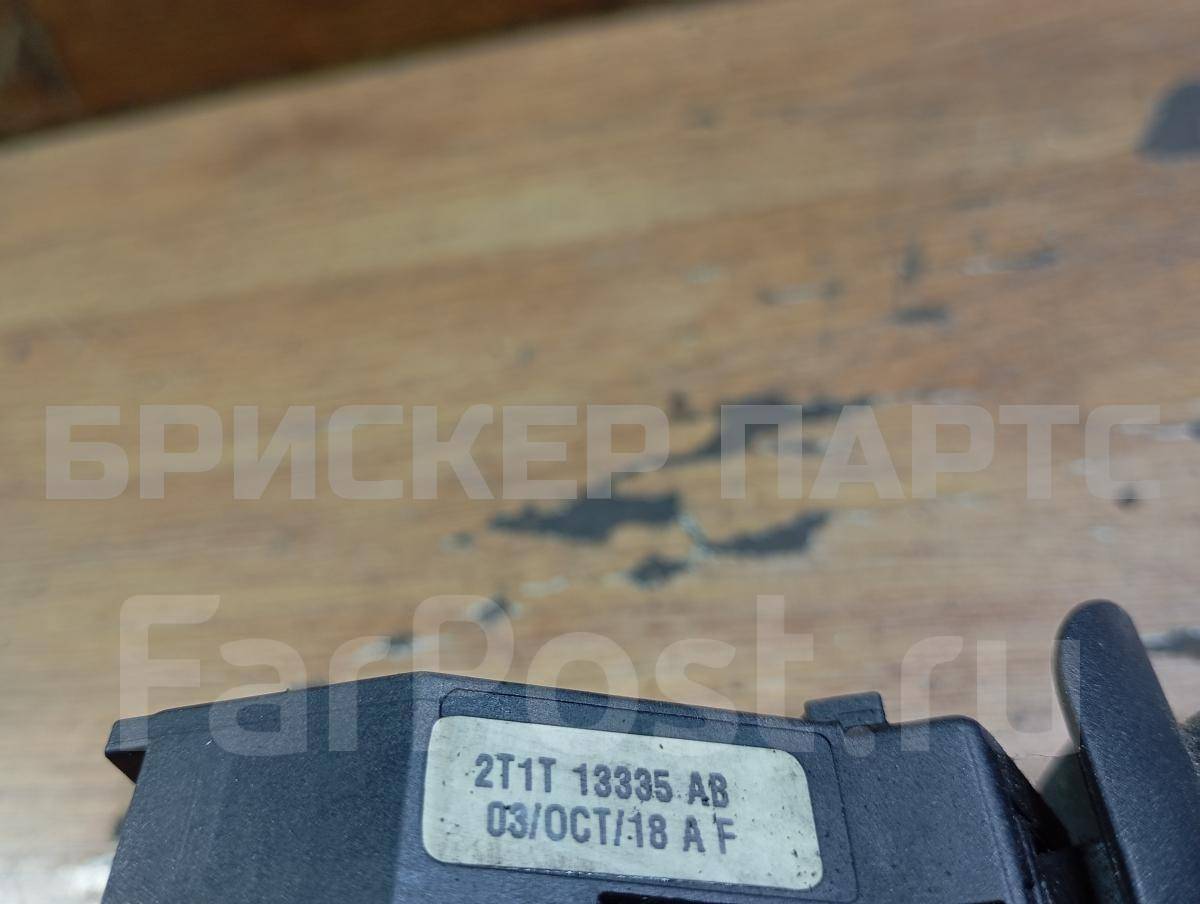 БРИСКЕР ПАРТС
FarPost.ru
2T1T 13335 AB
03/OCT/18 A F